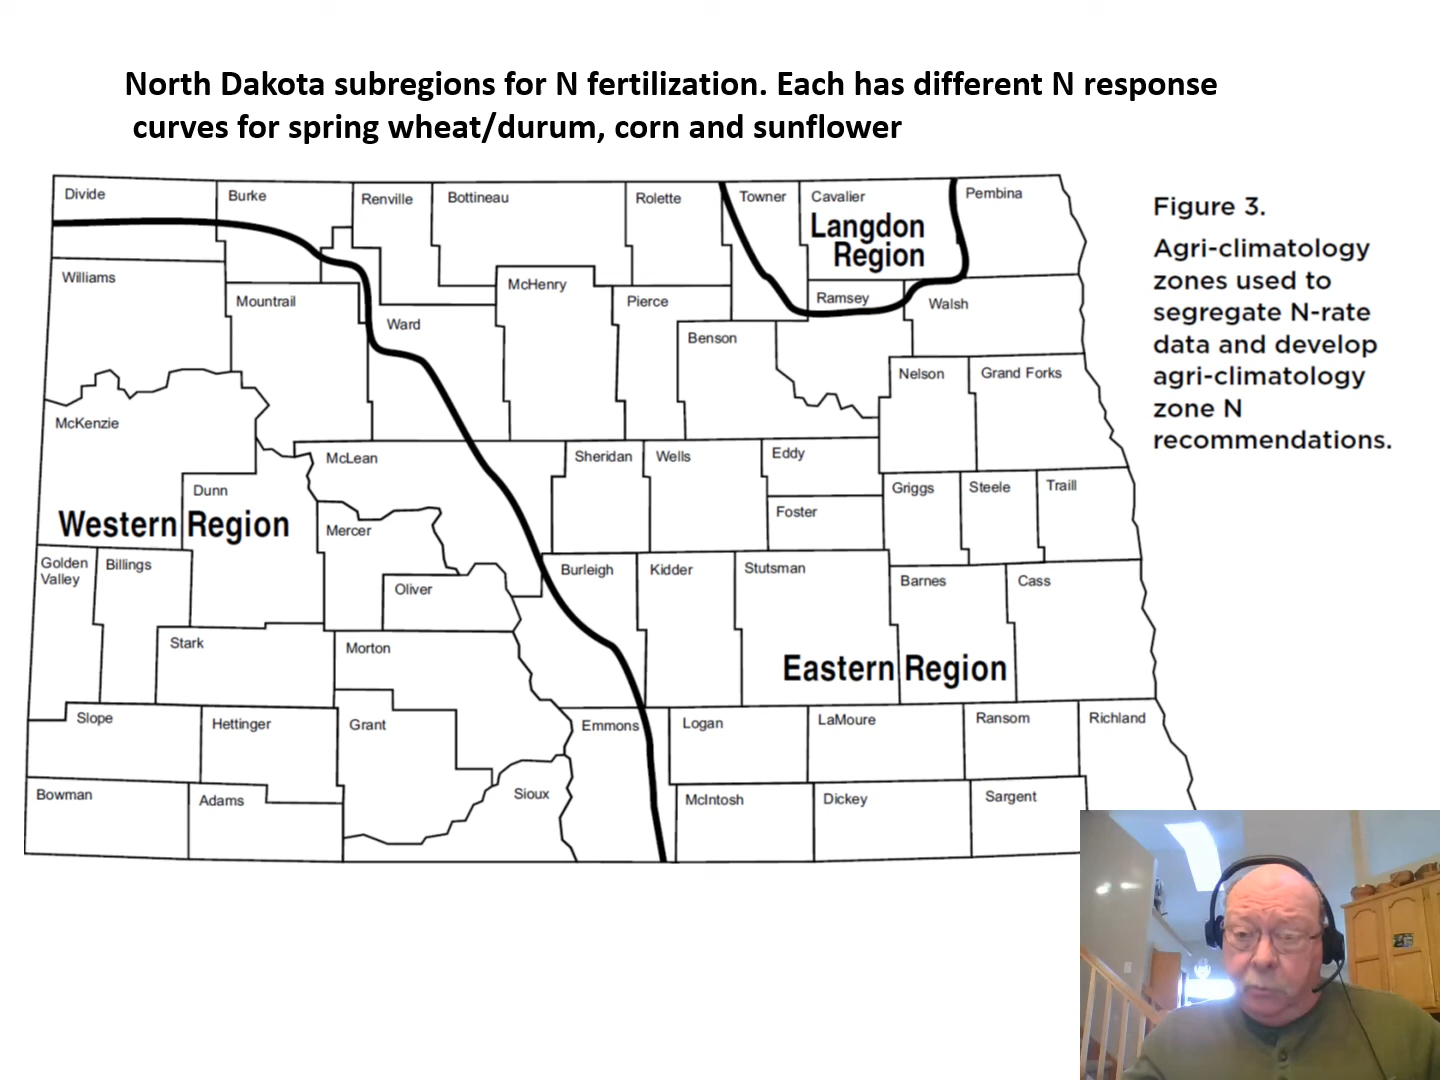 North Dakota subregions for N fertilization. Each has different N response
curves for spring wheat/durum, corn and sunflower
Divide
Burke
Renville
Bottineau
Rolette
Towner
Cavalier
Pembina
Langdon
Region
Williams
Mountrail
Ward
McHenry
Pierce
Benson
Ramsey
Walsh
Nelson
Grand Forks
McKenzie
Dunn
McLean
Sheridan
Wells
Eddy
Foster
Griggs
Steele
Traill
Western Region
Mercer
Oliver
Golden
Valley
Billings
Burleigh
Kidder
Stutsman
Barnes
Cass
Stark
Morton
Eastern Region
Slope
Hettinger
Grant
Emmons
Logan
LaMoure
Ransom
Richland
Bowman
Adams
Sioux
McIntosh
Dickey
Sargent
Figure 3.
Agri-climatology
zones used to
segregate N-rate
data and develop
agri-climatology
zone N
recommendations.